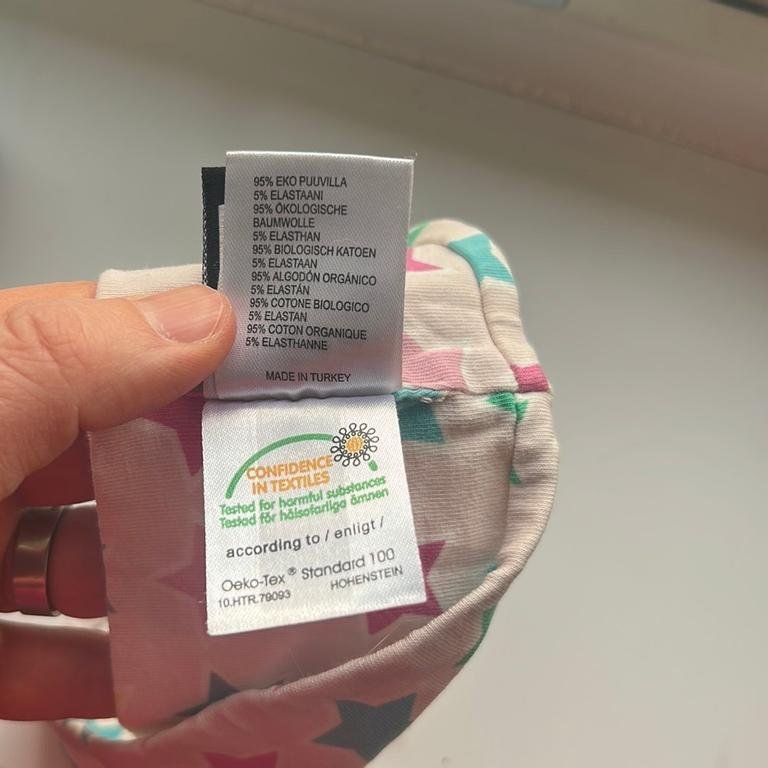 95% EKO PUUVILLA
5% ELASTAANI
95% ÖKOLOGISCHE
BAUMWOLLE
5% ELASTHAN
95% BIOLOGISCH KATOEN
5% ELASTAAN
95% ALGODÓN ORGÁNICO
5% ELASTÁN
95% COTONE BIOLOGICO
5% ELASTAN
95% COTON ORGANIQUE
5% ELASTHANNE
MADE IN TURKEY
CONFIDENCE
IN TEXTILES
Tested for harmful substances
Testad för hälsofarliga ämnen
according to / enligt /
Oeko-Tex ® Standard 100
10.HTR.79093 HOHENSTEIN